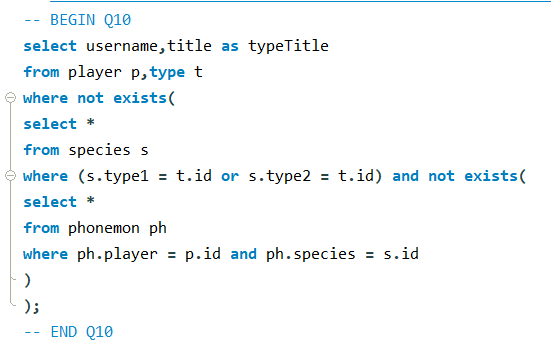 -- BEGIN Q10
select username,title as typeTitle
from player p,type t
where not exists(
select *
from species s
where (s.type1 = t.id or s.type2 = t.id) and not exists(
select *
from phonemon ph
where ph.player = p.id and ph.species = s.id
)
);
-- END Q10